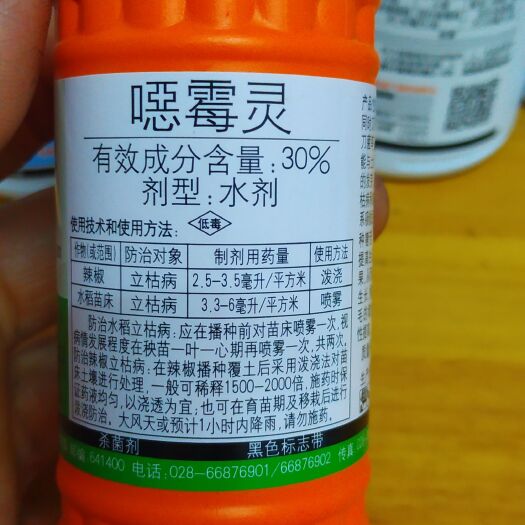 噁霉灵
有效成分含量:30%
剂型:水剂
使用技术和使用方法: 低毒
作物(或范围) 防治对象 制剂用药量 使用方法
辣椒 立枯病 2.5-3.5毫升/平方米 泼浇
水稻苗床 立枯病 3.3-6毫升/平方米 喷雾
防治水稻立枯病:应在播种前对苗床喷雾一次,视
病情发展程度在秧苗一叶一心期再喷雾一次,共两次。
防治辣椒立枯病:在辣椒播种覆土后采用泼浇法对苗
床土壤进行处理,一般可稀释1500-2000倍,施药时保
证药液均匀,以浇透为宜,也可在育苗期及移栽后进行
泼浇防治。大风天或预计1小时内降雨,请勿施药。
杀菌剂 黑色标志带
邮编 641400 电话:028-66876901/66876902 传真